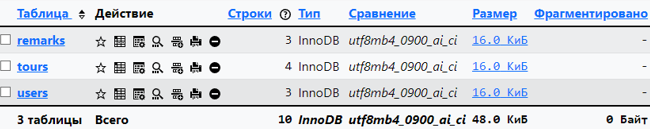 Таблица Действие Строки Тип Сравнение Размер Фрагментировано
remarks 3 InnoDB utf8mb4_0900_ai_ci 16.0 КиБ -
tours 4 InnoDB utf8mb4_0900_ai_ci 16.0 КиБ -
users 3 InnoDB utf8mb4_0900_ai_ci 16.0 КиБ -
3 таблицы Всего 10 InnoDB utf8mb4_0900_ai_ci 48.0 КиБ 0 Байт